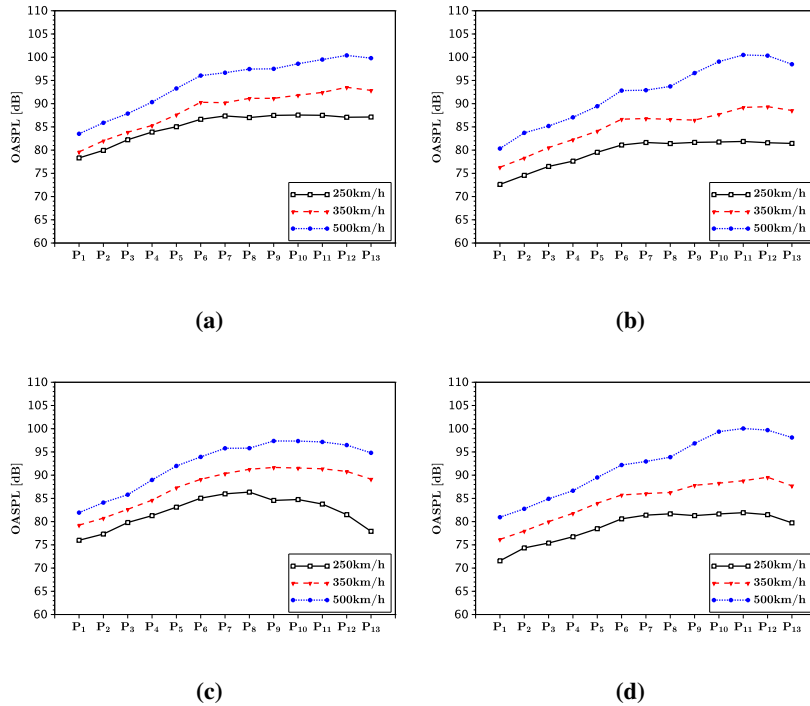 110
105
100
95
90
85
80
75
70
65
60
OASPL [dB]
250km/h
350km/h
500km/h
P₁ P₂ P₃ P₄ P₅ P₆ P₇ P₈ P₉ P₁₀ P₁₁ P₁₂ P₁₃
(a)
110
105
100
95
90
85
80
75
70
65
60
OASPL [dB]
250km/h
350km/h
500km/h
P₁ P₂ P₃ P₄ P₅ P₆ P₇ P₈ P₉ P₁₀ P₁₁ P₁₂ P₁₃
(b)
110
105
100
95
90
85
80
75
70
65
60
OASPL [dB]
250km/h
350km/h
500km/h
P₁ P₂ P₃ P₄ P₅ P₆ P₇ P₈ P₉ P₁₀ P₁₁ P₁₂ P₁₃
(c)
110
105
100
95
90
85
80
75
70
65
60
OASPL [dB]
250km/h
350km/h
500km/h
P₁ P₂ P₃ P₄ P₅ P₆ P₇ P₈ P₉ P₁₀ P₁₁ P₁₂ P₁₃
(d)